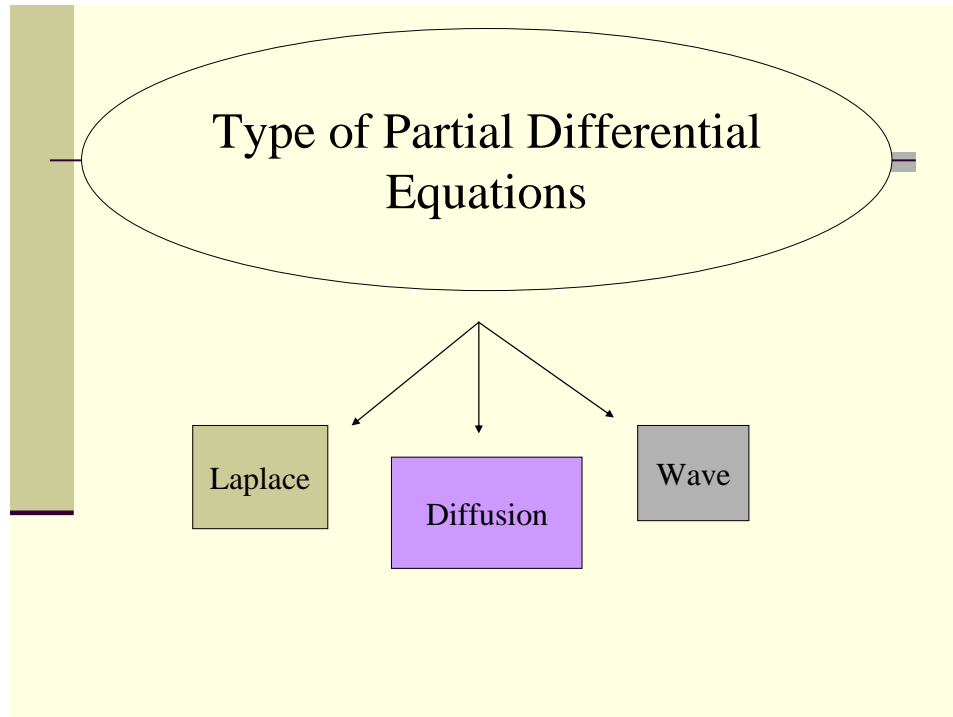 Type of Partial Differential
Equations
Laplace
Diffusion
Wave